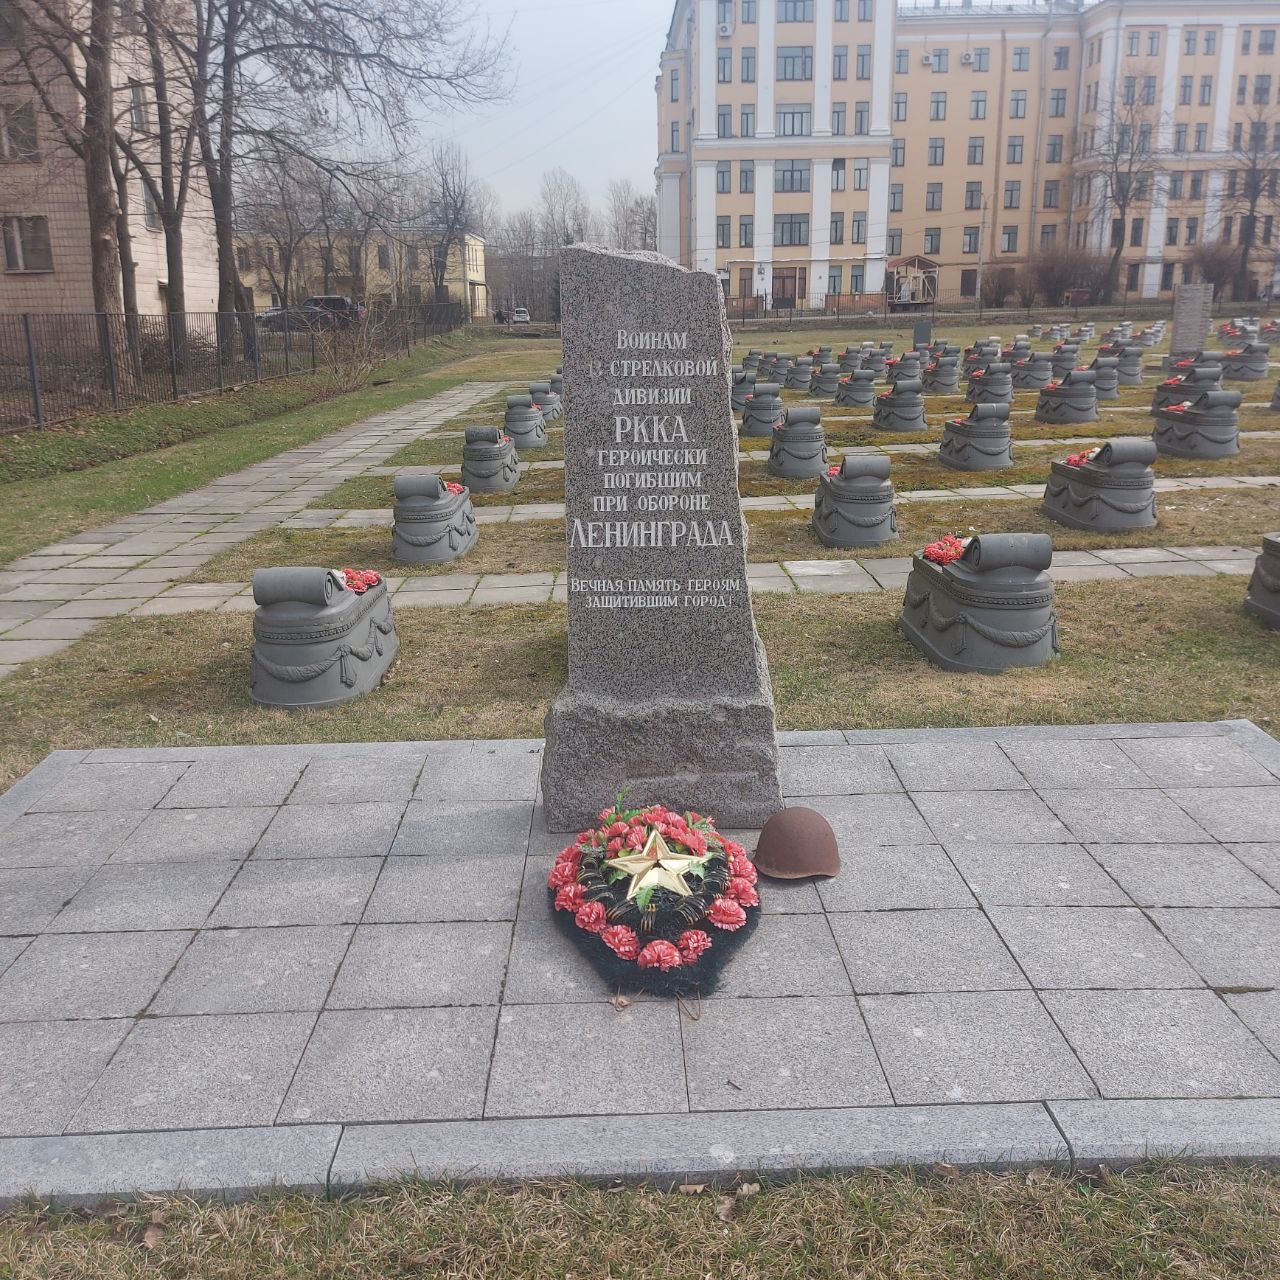 Воинам
13 стрелковой
дивизии
РККА.
героически
погибшим
при обороне
Ленинграда
Вечная память героям
защитившим город!